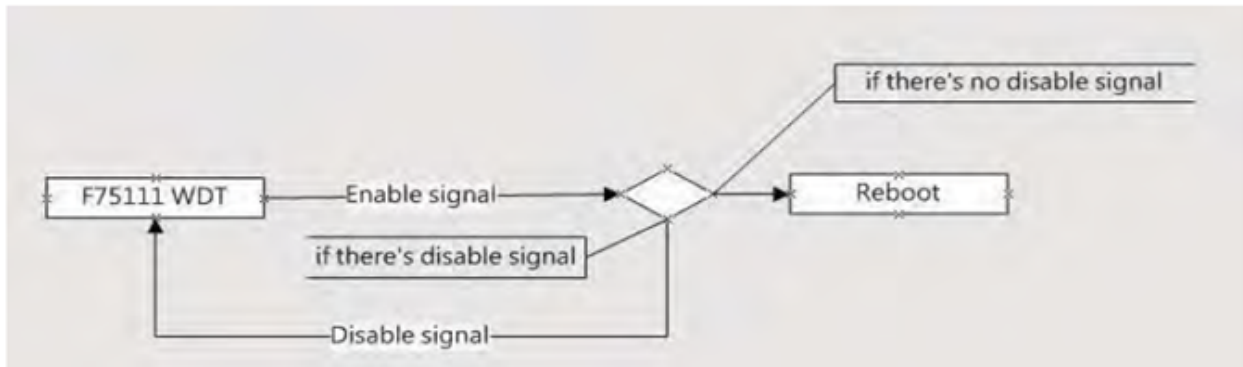 if there's no disable signal
F75111 WDT
Enable signal
Reboot
if there's disable signal
Disable signal